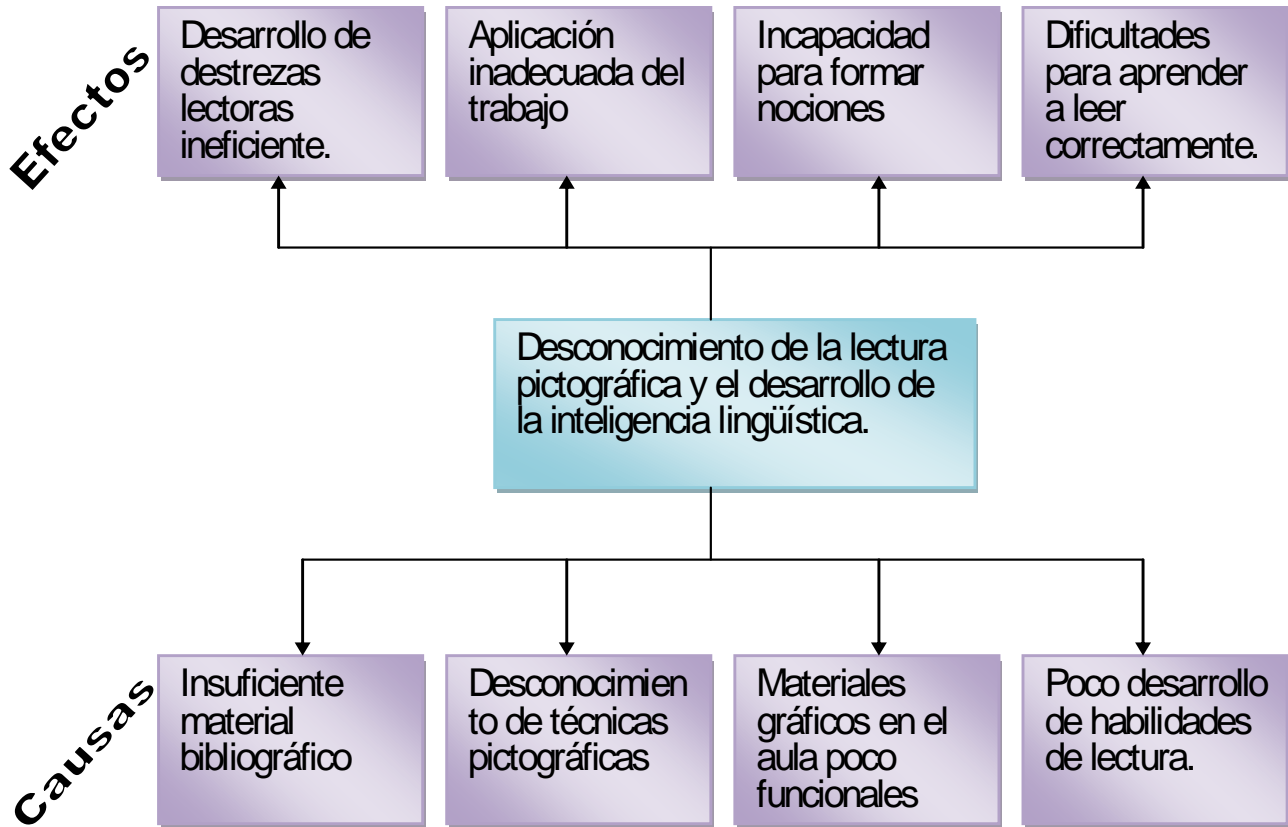 Efectos
Desarrollo de
destrezas
lectoras
ineficiente.
Aplicación
inadecuada del
trabajo
Incapacidad
para formar
nociones
Dificultades
para aprender
a leer
correctamente.
Desconocimiento de la lectura
pictográfica y el desarrollo de
la inteligencia lingüística.
Causas
Insuficiente
material
bibliográfico
Desconocimien
to de técnicas
pictográficas
Materiales
gráficos en el
aula poco
funcionales
Poco desarrollo
de habilidades
de lectura.